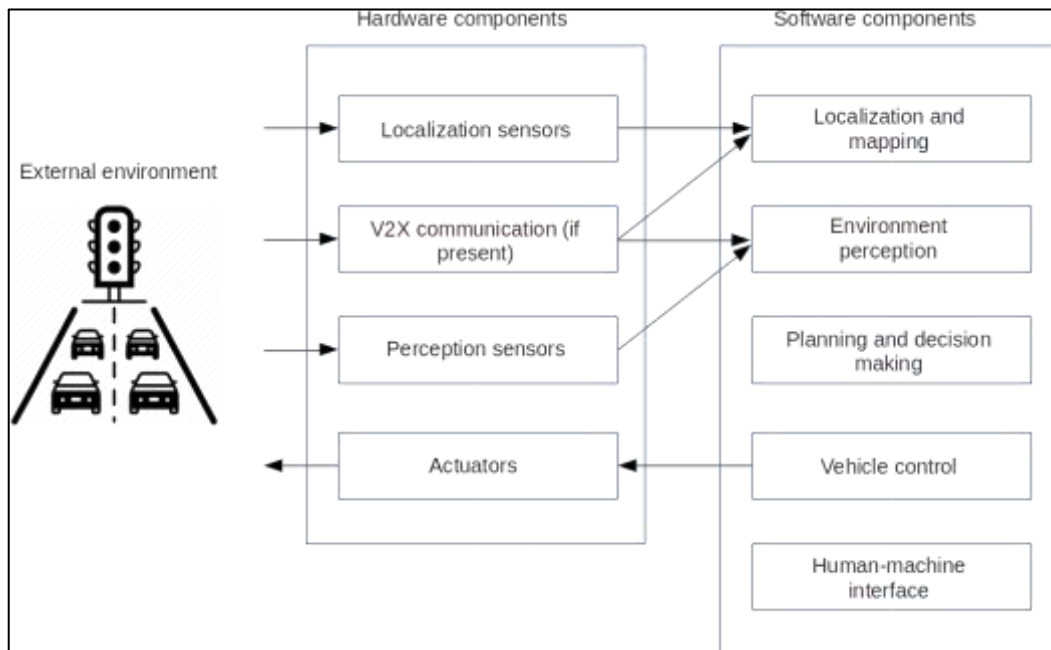 Hardware components
Software components
External environment
Localization sensors
V2X communication (if
present)
Perception sensors
Actuators
Localization and
mapping
Environment
perception
Planning and decision
making
Vehicle control
Human-machine
interface